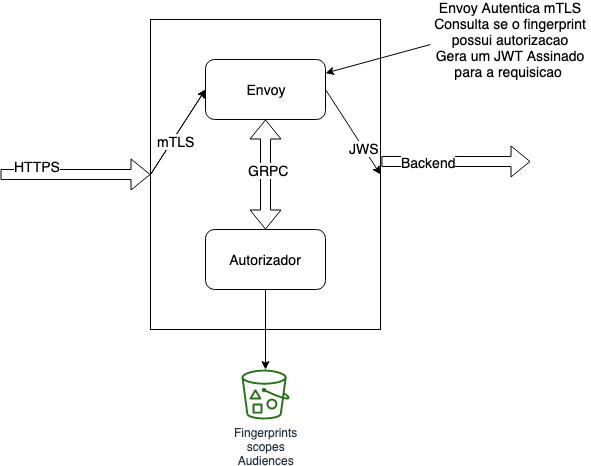 Envoy Autentica mTLS
Consulta se o fingerprint
possui autorizacao
Gera um JWT Assinado
para a requisicao
Envoy
mTLS
JWS
HTTPS
Backend
GRPC
Autorizador
Fingerprints
scopes
Audiences